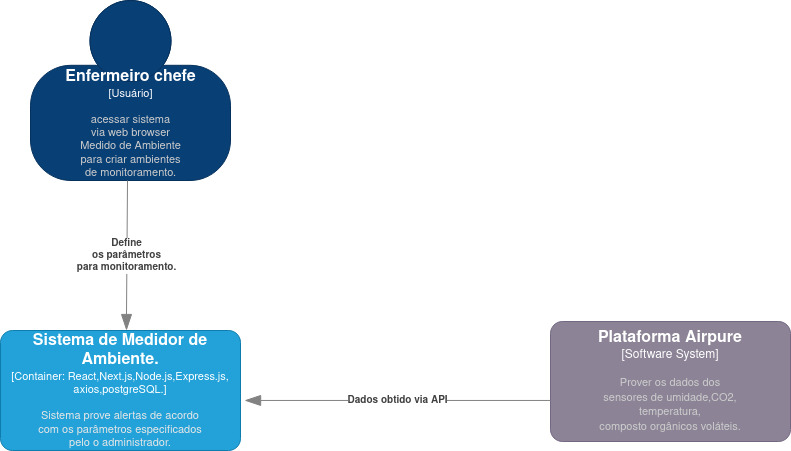 Enfermeiro chefe
[Usuário]
acessar sistema
via web browser
Medido de Ambiente
para criar ambientes
de monitoramento.
Define
os parâmetros
para monitoramento.
Sistema de Medidor de
Ambiente.
[Container: React,Next.js,Node.js,Express.js,
axios,postgreSQL.]
Sistema prove alertas de acordo
com os parâmetros especificados
pelo o administrador.
Dados obtido via API
Plataforma Airpure
[Software System]
Prover os dados dos
sensores de umidade,CO2,
temperatura,
composto orgânicos voláteis.